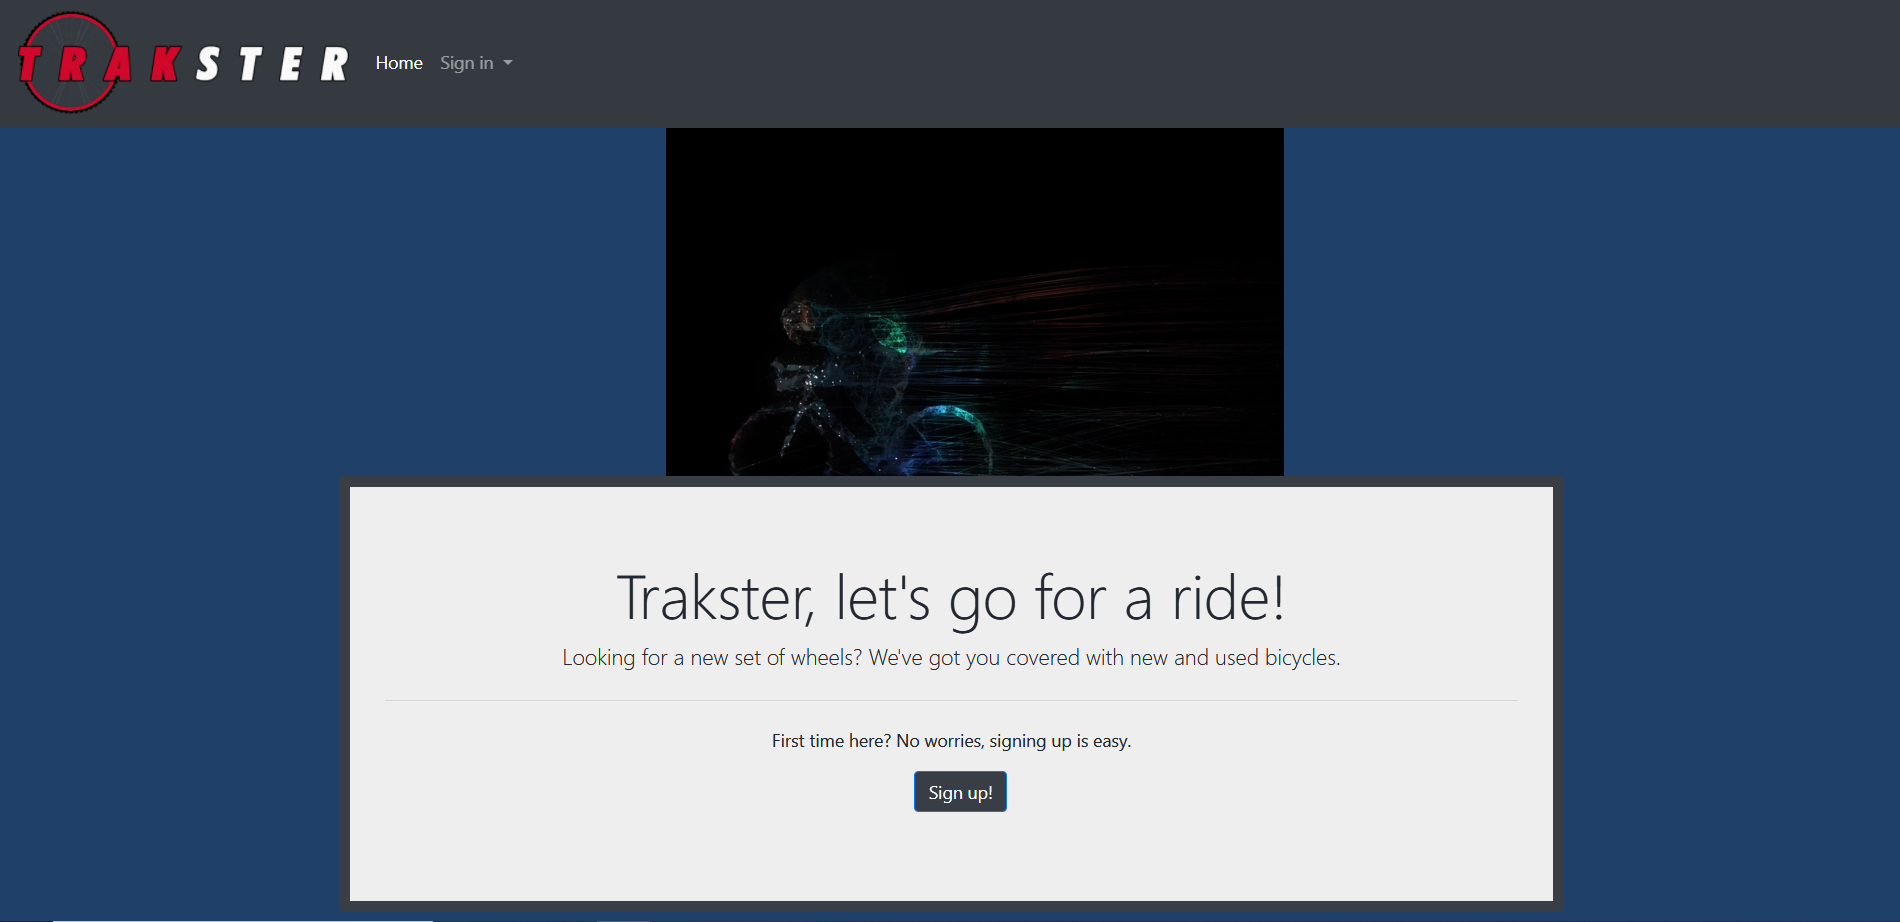 TRAKSTER
Home
Sign in
Trakster, let's go for a ride!
Looking for a new set of wheels? We've got you covered with new and used bicycles.
First time here? No worries, signing up is easy.
Sign up!